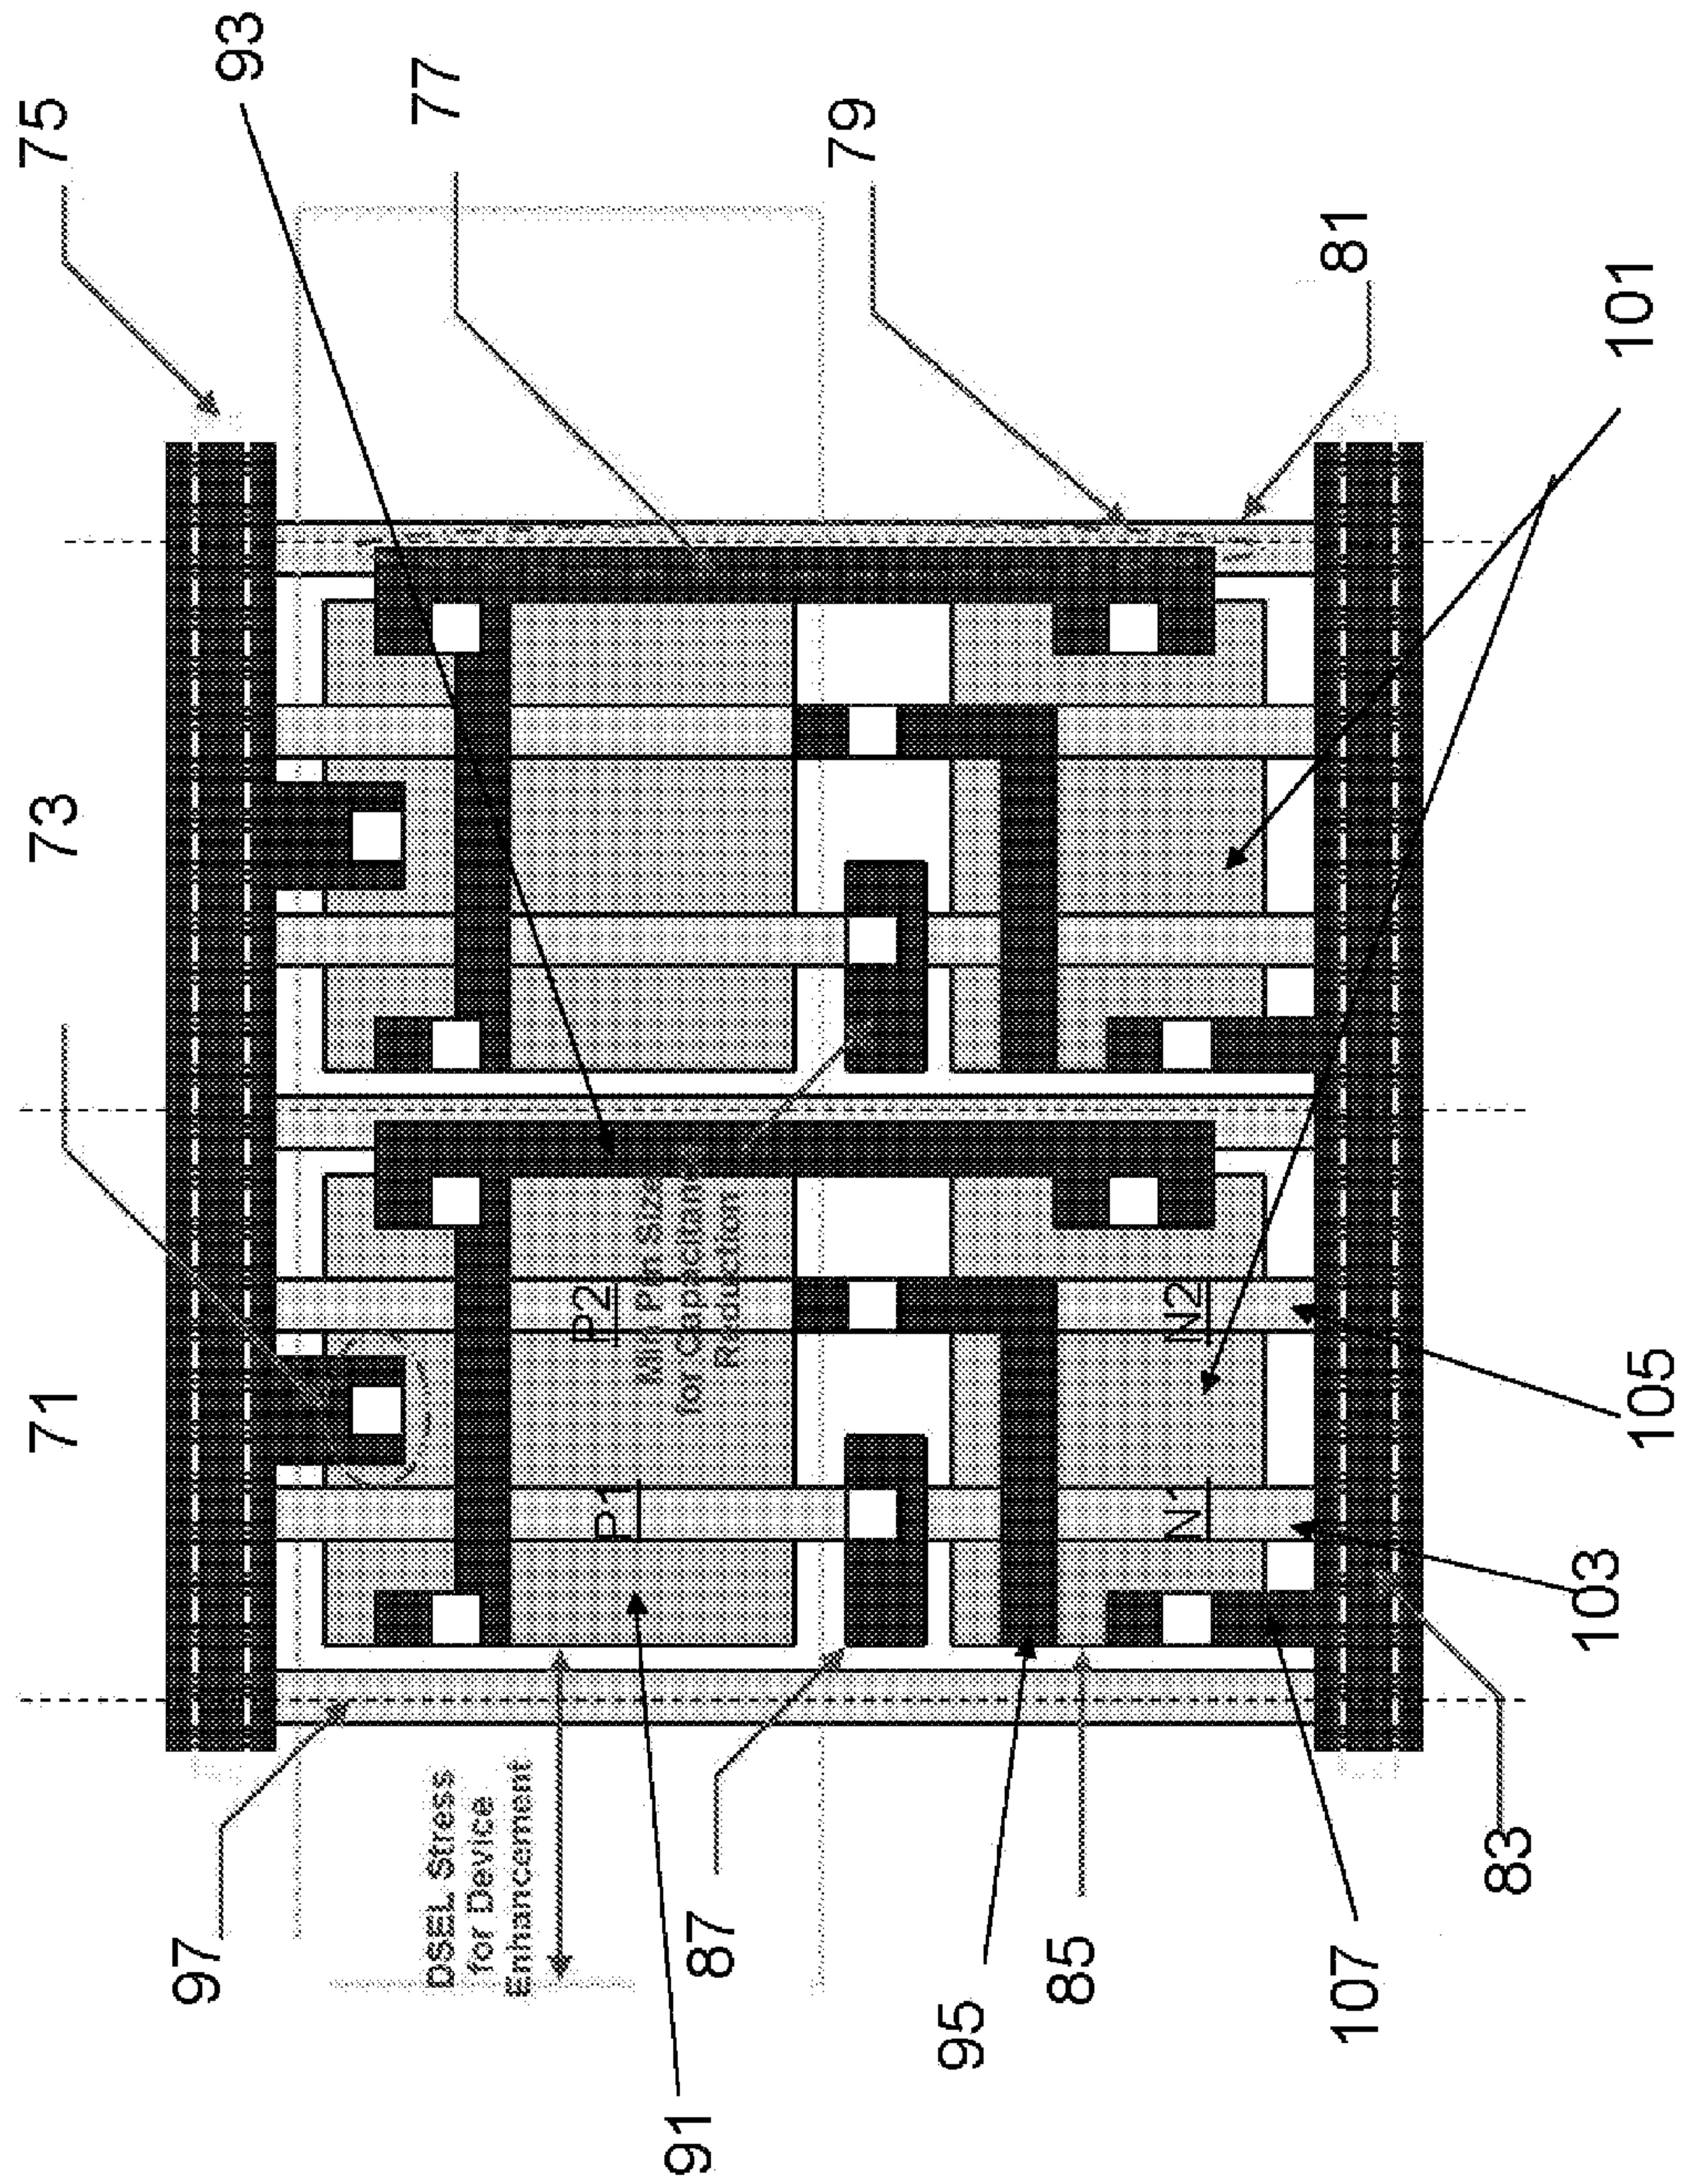 71
73
75
93
77
79
81
101
97
DSEL Stress
for Device
Enhancement
91
87
95
85
107
83
103
105
P1
P2
N1
N2
Min Pin Size
for Capacitance
Reduction